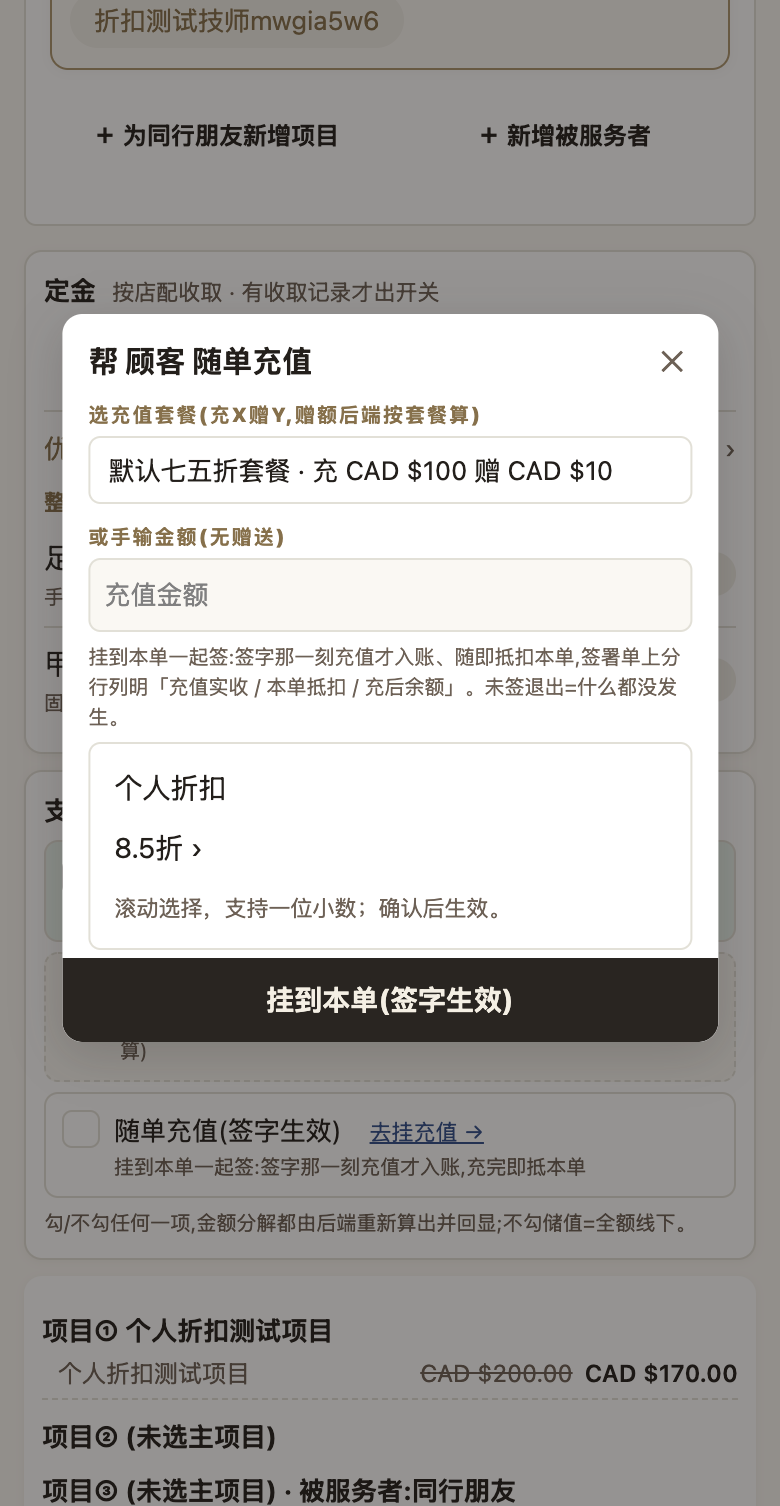 折扣测试技师mwgia5w6
+ 为同行朋友新增项目
+ 新增被服务者
定金 按店配收取 · 有收取记录才出开关
帮 顾客 随单充值
选充值套餐(充X赠Y,赠额后端按套餐算)
优
›
默认七五折套餐 · 充 CAD $100 赠 CAD $10
整
或手输金额(无赠送)
足
充值金额
手
挂到本单一起签:签字那一刻充值才入账、随即抵扣本单,签署单上分
行列明「充值实收 / 本单抵扣 / 充后余额」。未签退出=什么都没发
生。
甲
固
个人折扣
支
8.5折 ›
滚动选择，支持一位小数；确认后生效。
挂到本单(签字生效)
算)
随单充值(签字生效) 去挂充值 →
挂到本单一起签:签字那一刻充值才入账,充完即抵本单
勾/不勾任何一项,金额分解都由后端重新算出并回显;不勾储值=全额线下。
项目① 个人折扣测试项目
个人折扣测试项目 CAD $200.00 CAD $170.00
项目② (未选主项目)
项目③ (未选主项目) · 被服务者:同行朋友